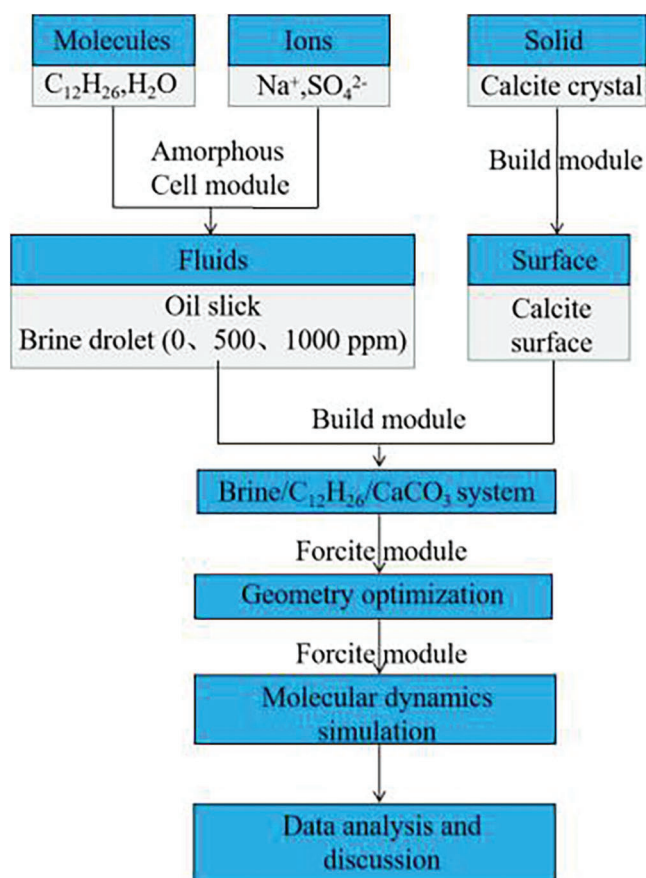 Molecules
C₁₂H₂₆,H₂O
Ions
Na⁺,SO₄²⁻
Solid
Calcite crystal
Amorphous
Cell module
Build module
Fluids
Oil slick
Brine drolet (0、500、1000 ppm)
Surface
Calcite
surface
Build module
Brine/C₁₂H₂₆/CaCO₃ system
Forcite module
Geometry optimization
Forcite module
Molecular dynamics
simulation
Data analysis and
discussion